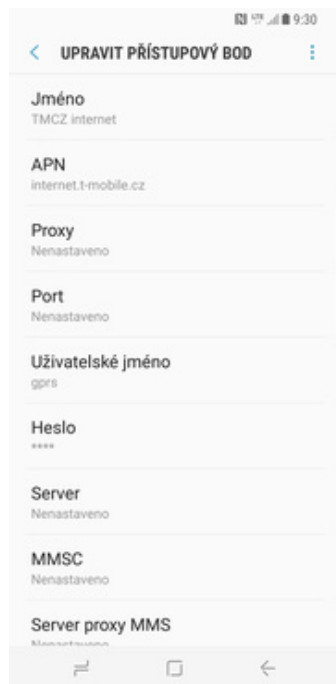 9:30
UPRAVIT PŘÍSTUPOVÝ BOD
Jméno
TMCZ internet
APN
internet.t-mobile.cz
Proxy
Nenastaveno
Port
Nenastaveno
Uživatelské jméno
gprs
Heslo
****
Server
Nenastaveno
MMSC
Nenastaveno
Server proxy MMS
Nenastaveno